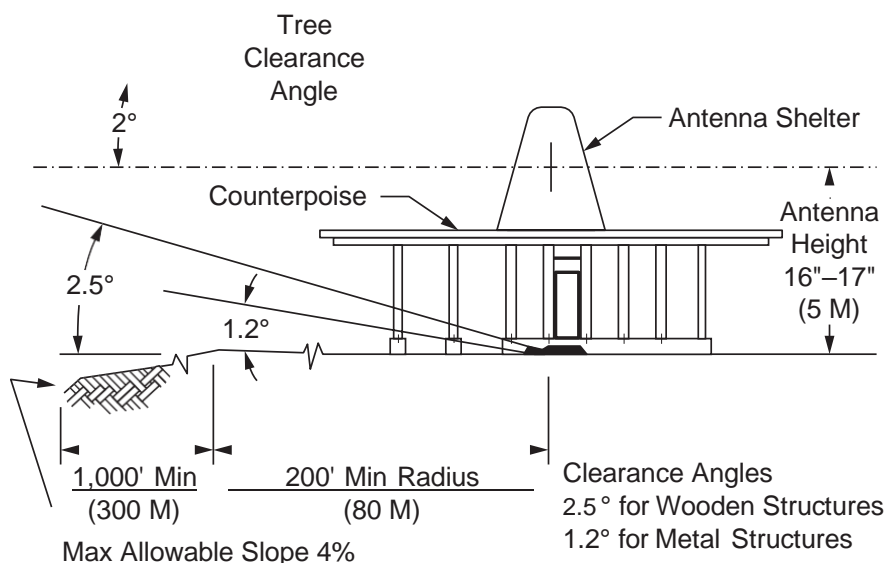 Tree
Clearance
Angle
2°
Antenna Shelter
Counterpoise
Antenna
Height
16"–17"
(5 M)
2.5°
1.2°
1,000' Min
(300 M)
200' Min Radius
(80 M)
Clearance Angles
2.5° for Wooden Structures
1.2° for Metal Structures
Max Allowable Slope 4%